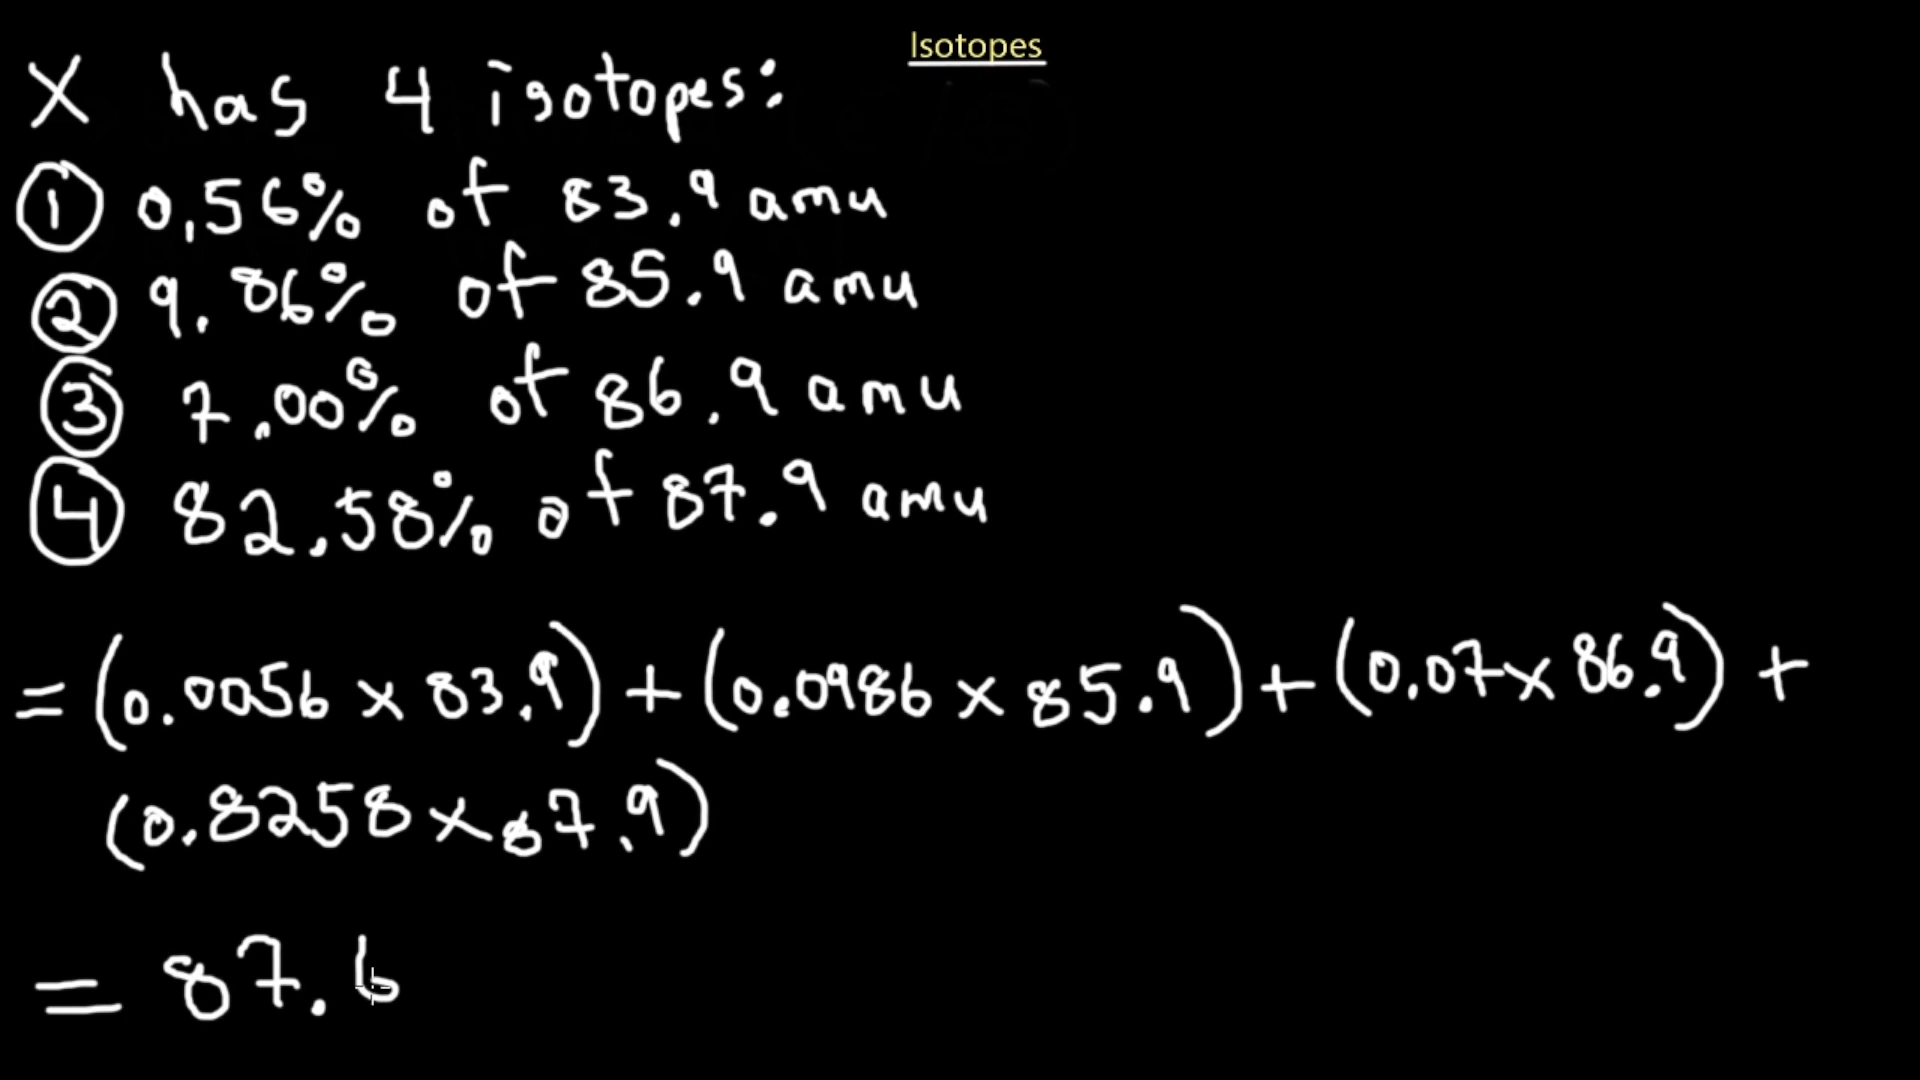 Isotopes
X has 4 isotopes:
① 0.56% of 83.9 amu
② 9.86% of 85.9 amu
③ 7.00% of 86.9 amu
④ 82.58% of 87.9 amu
= (0.0056 x 83.9) + (0.0986 x 85.9) + (0.07 x 86.9) +
(0.8258 x 87.9)
= 87.6